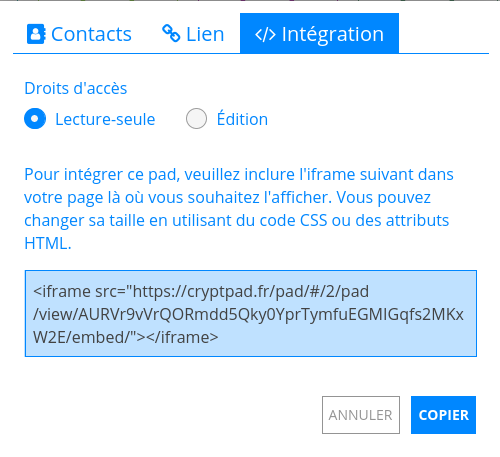 Contacts Lien </> Intégration
Droits d'accès
Lecture-seule Édition
Pour intégrer ce pad, veuillez inclure l'iframe suivant dans
votre page là où vous souhaitez l'afficher. Vous pouvez
changer sa taille en utilisant du code CSS ou des attributs
HTML.
<iframe src="https://cryptpad.fr/pad/#/2/pad
/view/AURVr9vVrQORmdd5Qky0YprTymfuEGMIGqfs2MKx
W2E/embed/"></iframe>
ANNULER COPIER